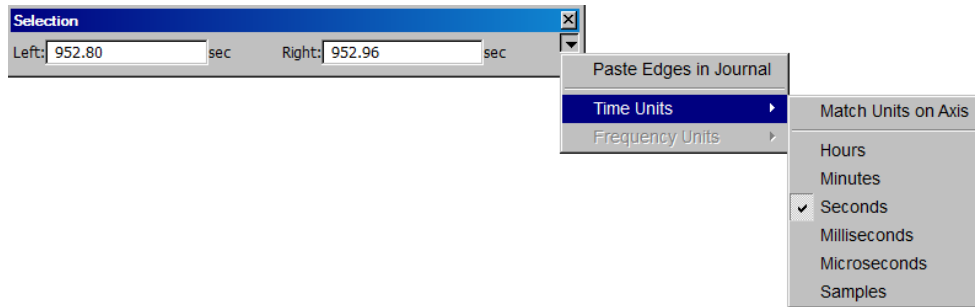 Selection
Left: 952.80 sec Right: 952.96 sec
Paste Edges in Journal
Time Units
Frequency Units
Match Units on Axis
Hours
Minutes
Seconds
Milliseconds
Microseconds
Samples